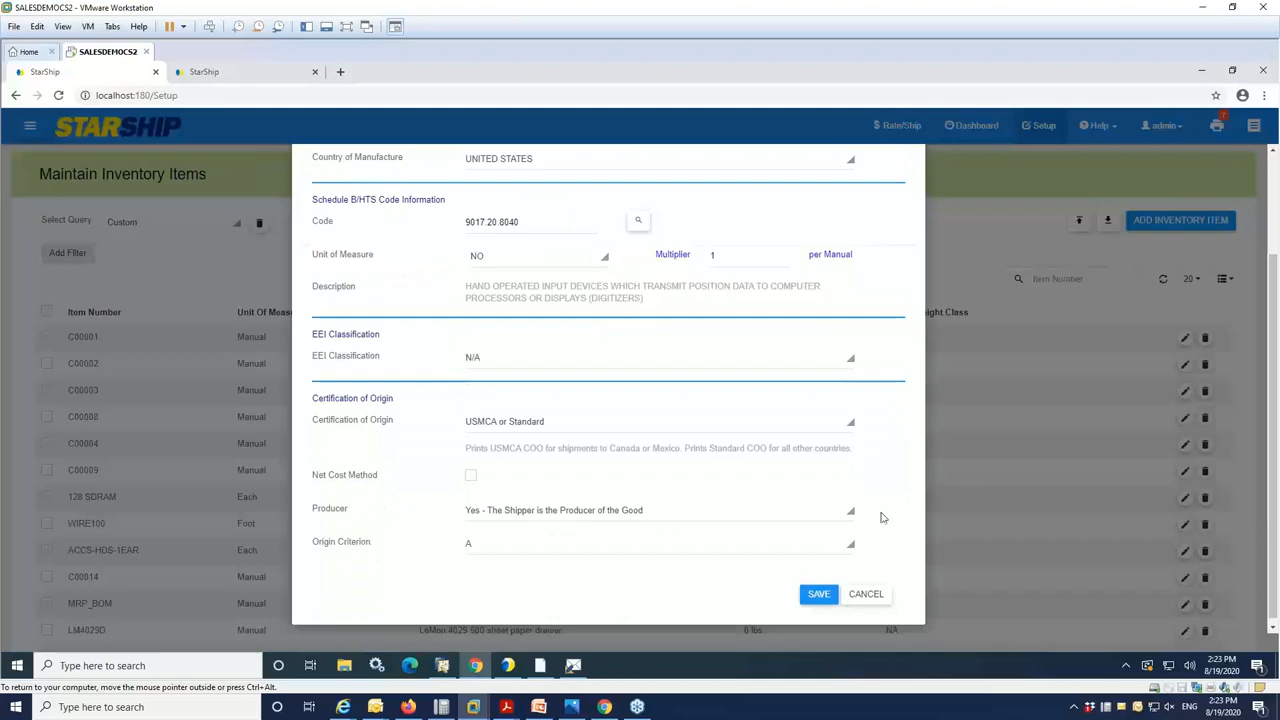 SALESDEMOCS2 - VMware Workstation
File Edit View VM Tabs Help
Home SALESDEMOCS2
StarShip StarShip
localhost:180/Setup
STARSHIP Rate/Ship Dashboard Setup Help admin 7
Maintain Inventory Items
Select Query Custom ADD INVENTORY ITEM
Add Filter Item Number 20
Item Number Unit Of Meas
C00001 Manual
C00002 Manual
C00003 Manual
C00008 Manual
C00004 Manual
C00009 Manual
128 SDRAM Each
WIRE100 Foot
ACCS-HDS-1EAR Each
C00014 Manual
MRP_BOM Manual
LM4029D Manual LeMon 4029 500 sheet paper drawer 6 lbs NA
Country of Manufacture UNITED STATES
Schedule B/HTS Code Information
Code 9017.20.8040
Unit of Measure NO Multiplier 1 per Manual
Description HAND OPERATED INPUT DEVICES WHICH TRANSMIT POSITION DATA TO COMPUTER
PROCESSORS OR DISPLAYS (DIGITIZERS)
EEI Classification
EEI Classification N/A
Certification of Origin
Certification of Origin USMCA or Standard
Prints USMCA COO for shipments to Canada or Mexico. Prints Standard COO for all other countries.
Net Cost Method
Producer Yes - The Shipper is the Producer of the Good
Origin Criterion A
SAVE CANCEL
Class
Type here to search 2:23 PM
8/19/2020
To return to your computer, move the mouse pointer outside or press Ctrl+Alt.
Type here to search 2:23 PM
8/19/2020